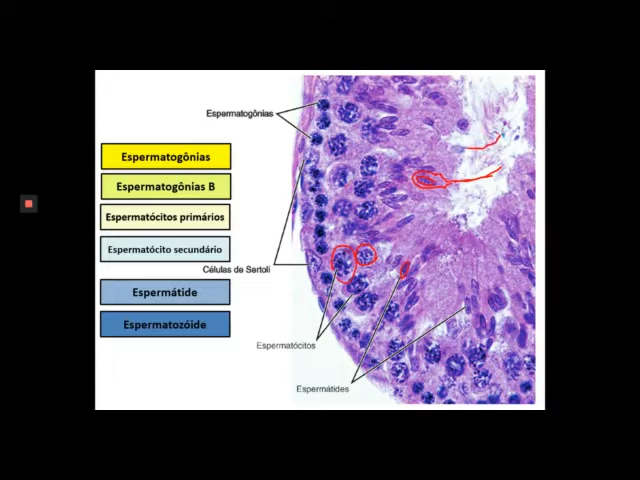 Espermatogônias
Espermatogônias
Espermatogônias B
Espermatócitos primários
Espermatócito secundário
Células de Sertoli
Espermátide
Espermatozóide
Espermatócitos
Espermátides